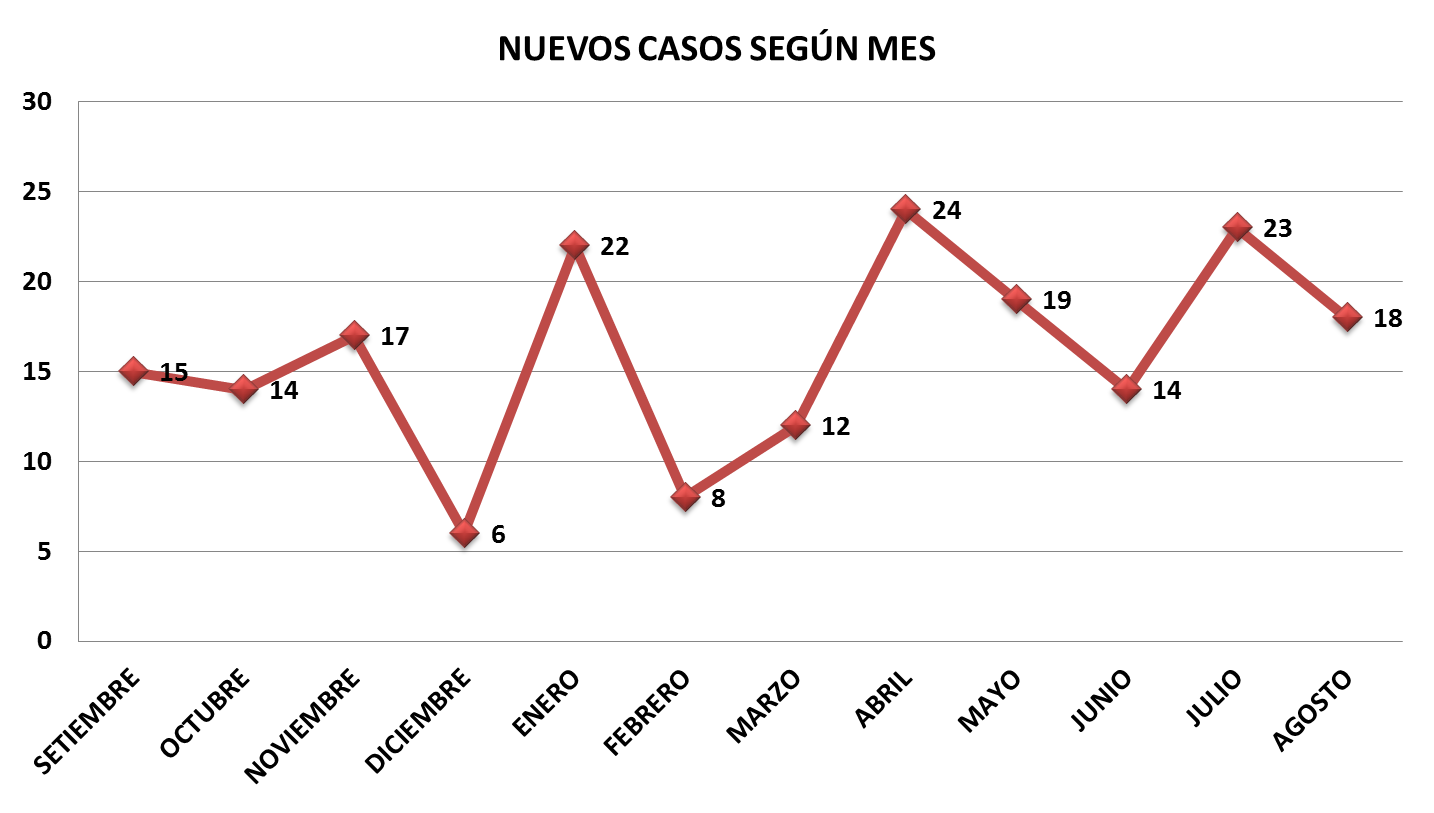 NUEVOS CASOS SEGÚN MES
30
25
20
15
10
5
0
15
14
17
6
22
8
12
24
19
14
23
18
SETIEMBRE
OCTUBRE
NOVIEMBRE
DICIEMBRE
ENERO
FEBRERO
MARZO
ABRIL
MAYO
JUNIO
JULIO
AGOSTO